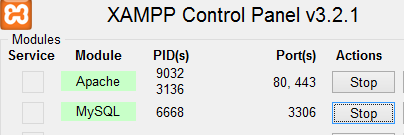 XAMPP Control Panel v3.2.1
Modules
Service Module PID(s) Port(s) Actions
Apache 9032 3136 80, 443 Stop
MySQL 6668 3306 Stop